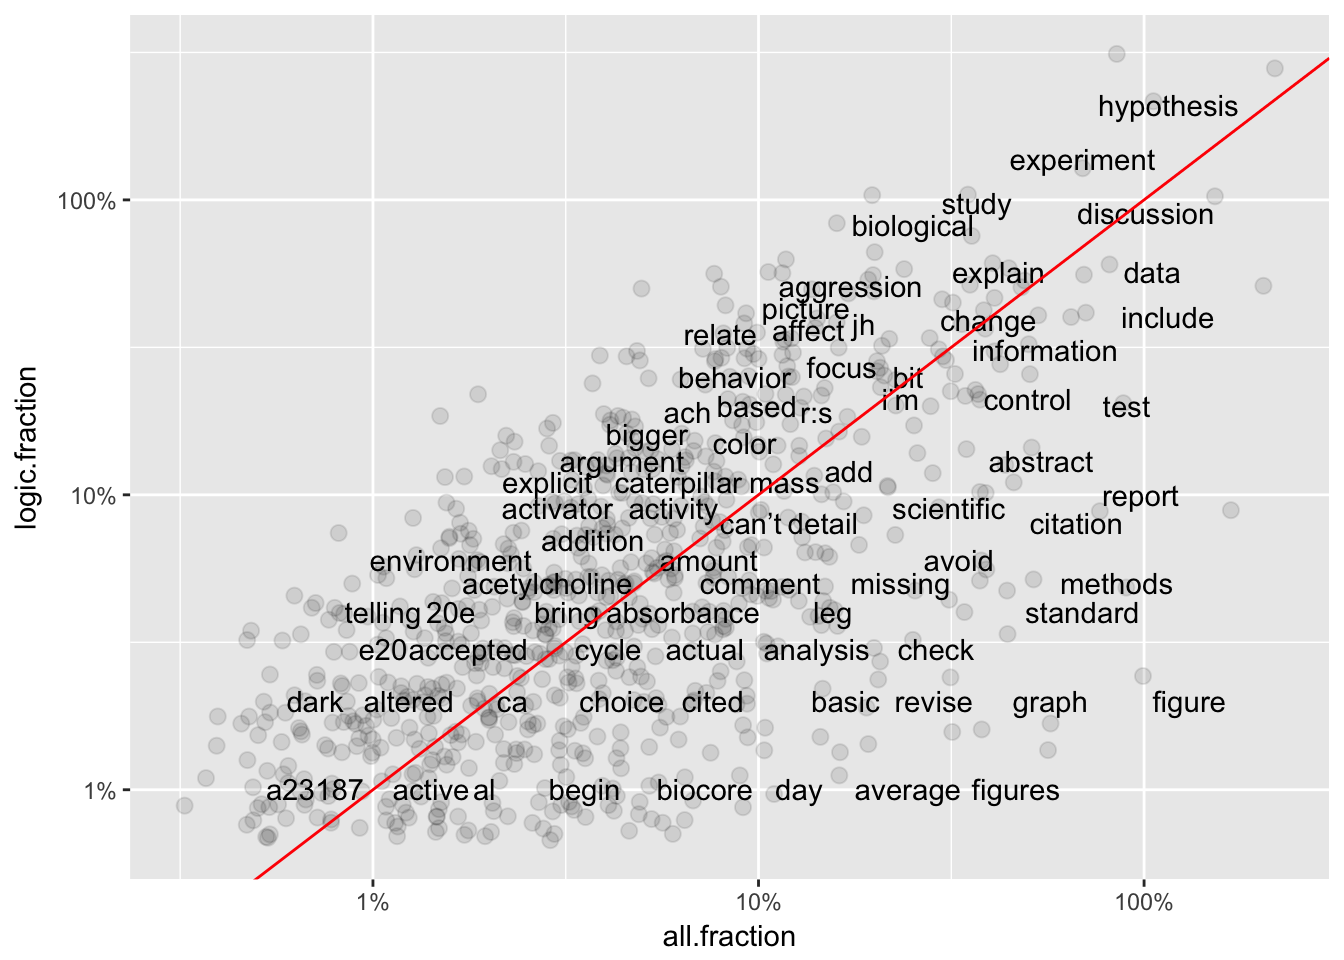 hypothesis
experiment
100%
study
discussion
biological
explain
data
aggression
picture
include
change
relate
affect
jh
information
focus
behavior
bit
i'm
control
test
ach
based
r:s
bigger
color
argument
abstract
add
explicit
caterpillar
mass
10%
report
activator
activity
scientific
can't
detail
citation
addition
environment
amount
avoid
acetylcholine
comment
missing
methods
telling
20e
bring
absorbance
leg
standard
e20
accepted
cycle
actual
analysis
check
dark
altered
ca
choice
cited
basic
revise
graph
figure
1%
a23187
active
al
begin
biocore
day
average
figures
logic.fraction
1%
10%
100%
all.fraction